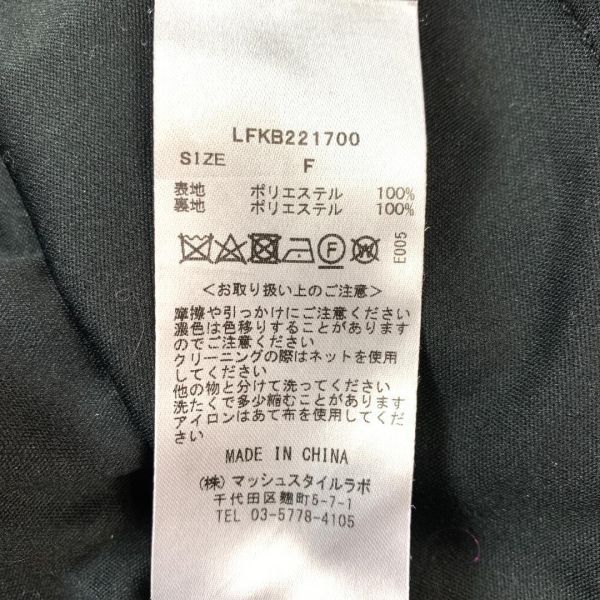 LFKB221700
SIZE F
表地 ポリエステル 100%
裏地 ポリエステル 100%
F W
E005
<お取り扱い上のご注意>
摩擦や引っかけにご注意ください
濃色は色移りすることがあります
のでご注意ください
クリーニングの際はネットを使用
してください
他の物と分けて洗ってください
洗たくで多少縮むことがあります
アイロンはあて布を使用してくだ
さい
MADE IN CHINA
(株)マッシュスタイルラボ
千代田区麹町5-7-1
TEL 03-5778-4105